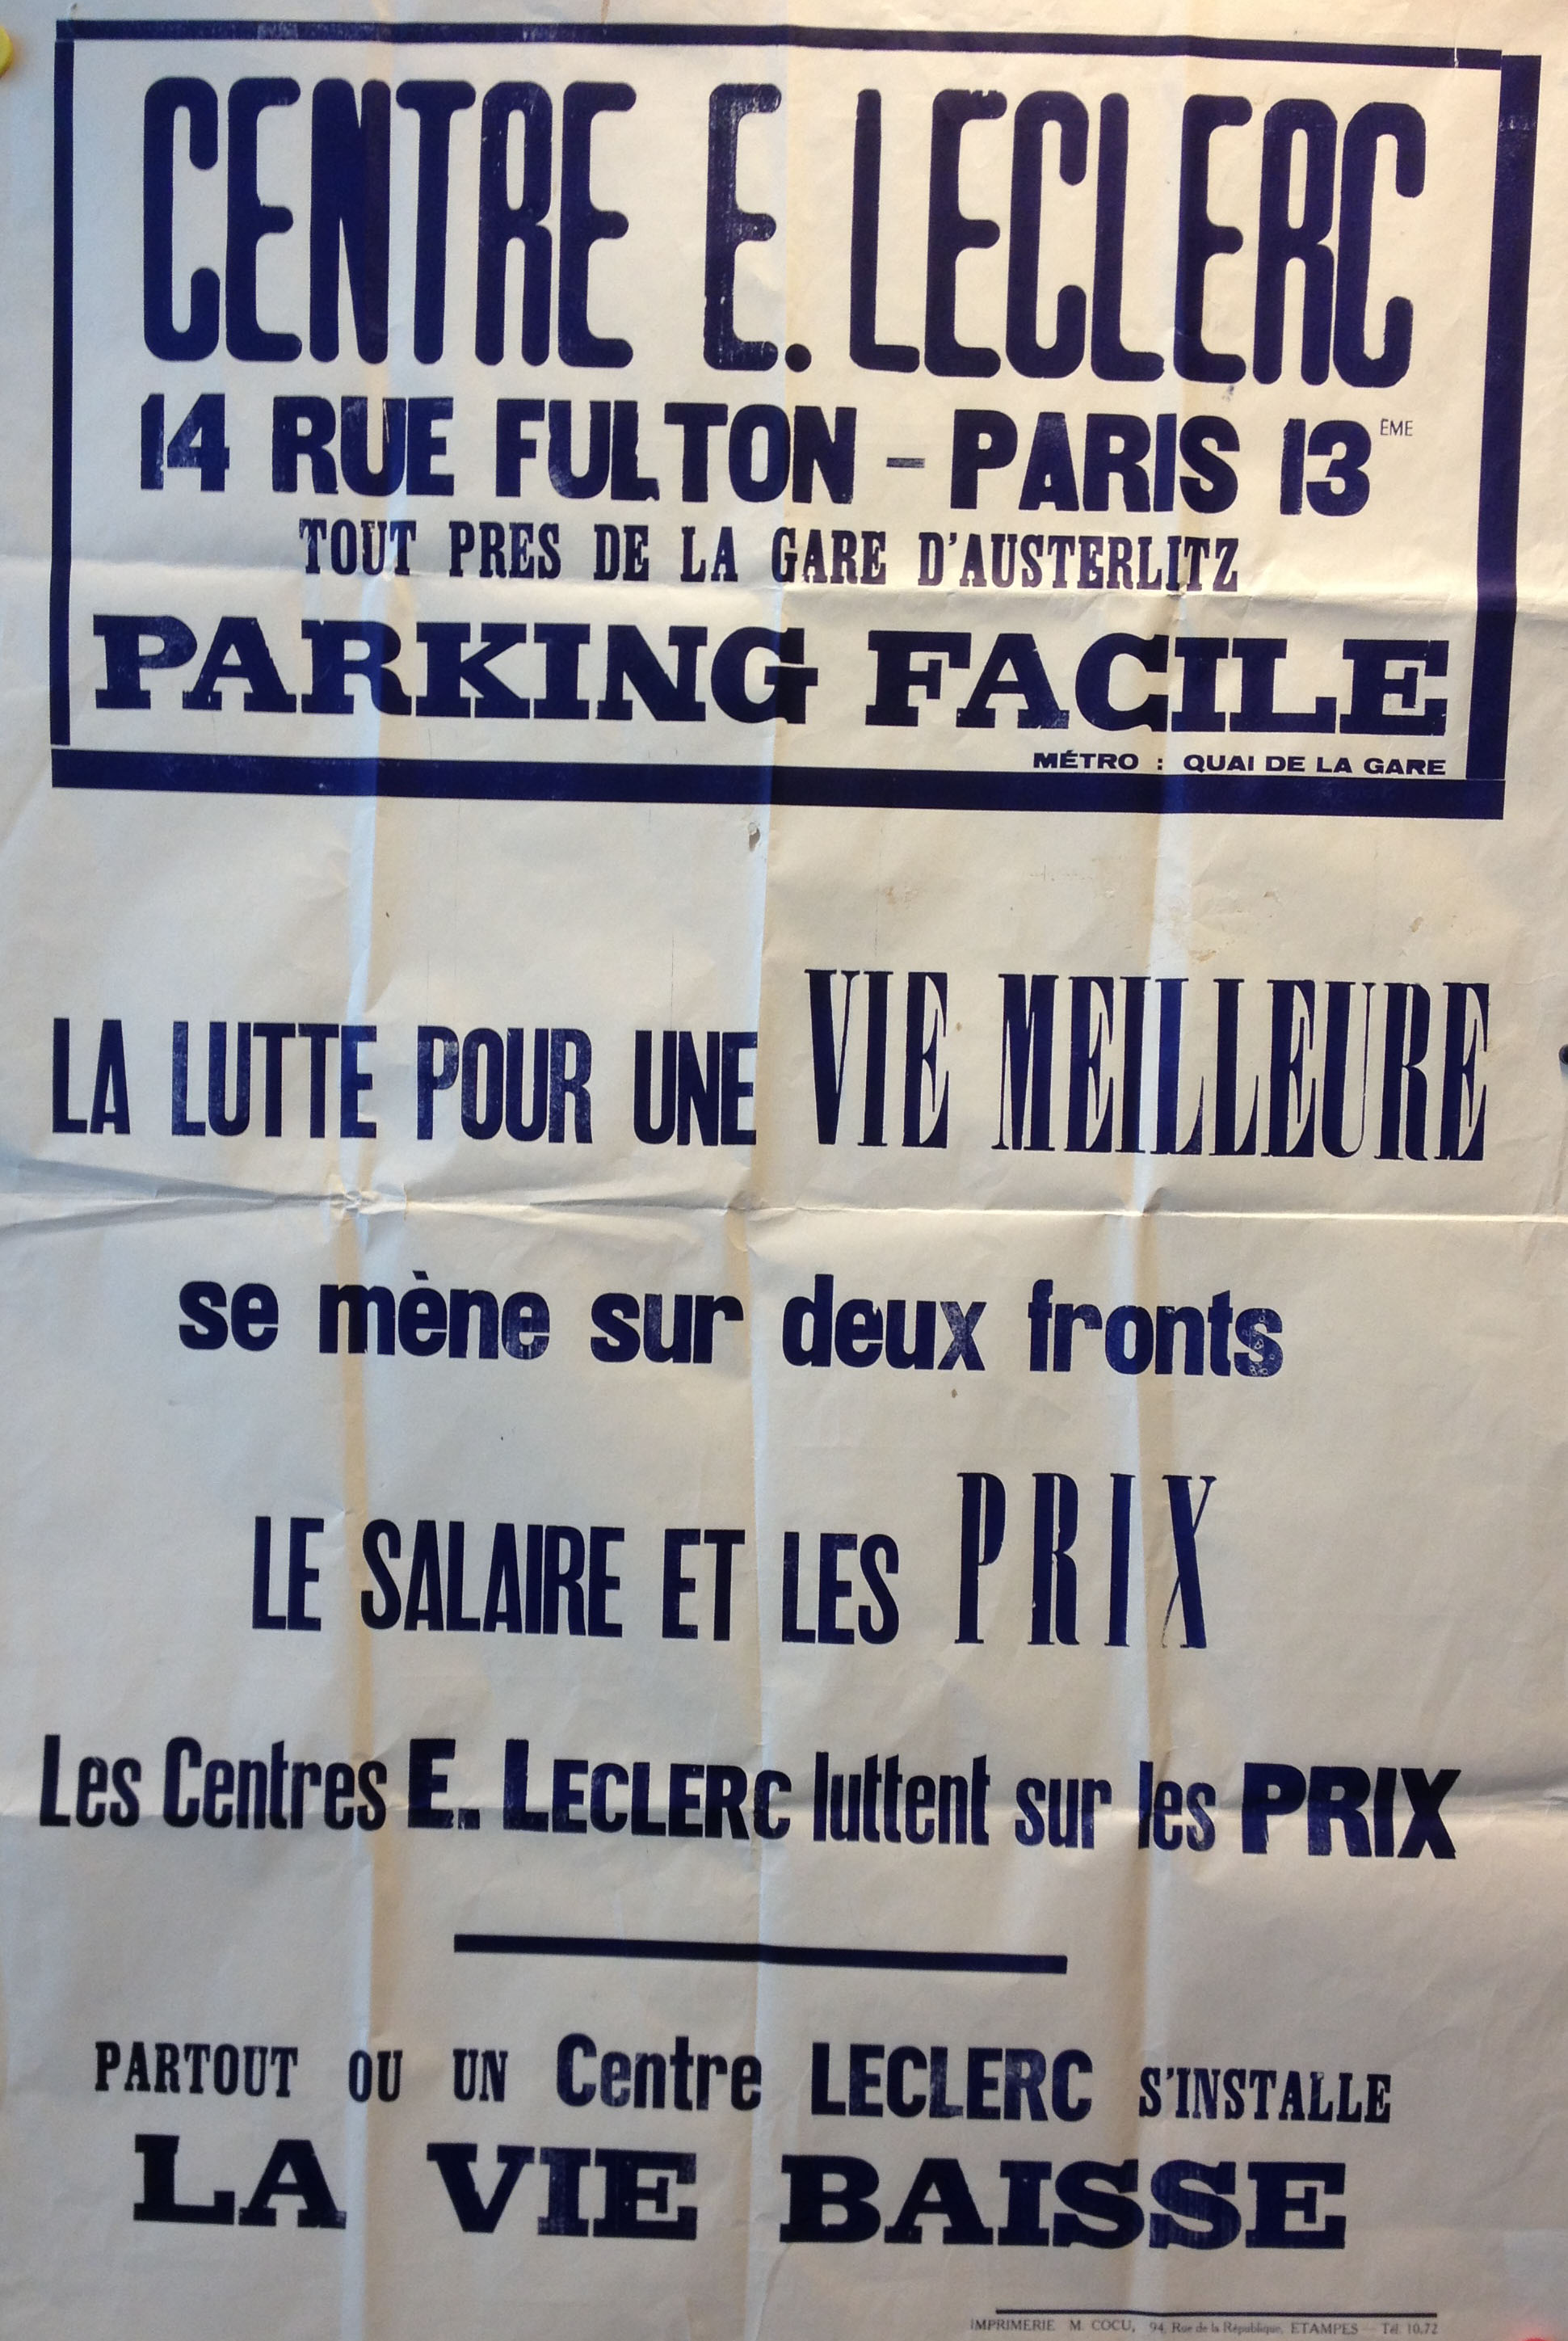 CENTRE E. LECLERC
14 RUE FULTON - PARIS 13ÈME
TOUT PRES DE LA GARE D'AUSTERLITZ
PARKING FACILE
MÉTRO : QUAI DE LA GARE
LA LUTTE POUR UNE VIE MEILLEURE
se mène sur deux fronts
LE SALAIRE ET LES PRIX
Les Centres E. LECLERC luttent sur les PRIX
PARTOUT OU UN Centre LECLERC S'INSTALLE
LA VIE BAISSE
IMPRIMERIE M. COCU, 94, Rue de la République, ETAMPES — Tél. 10.72